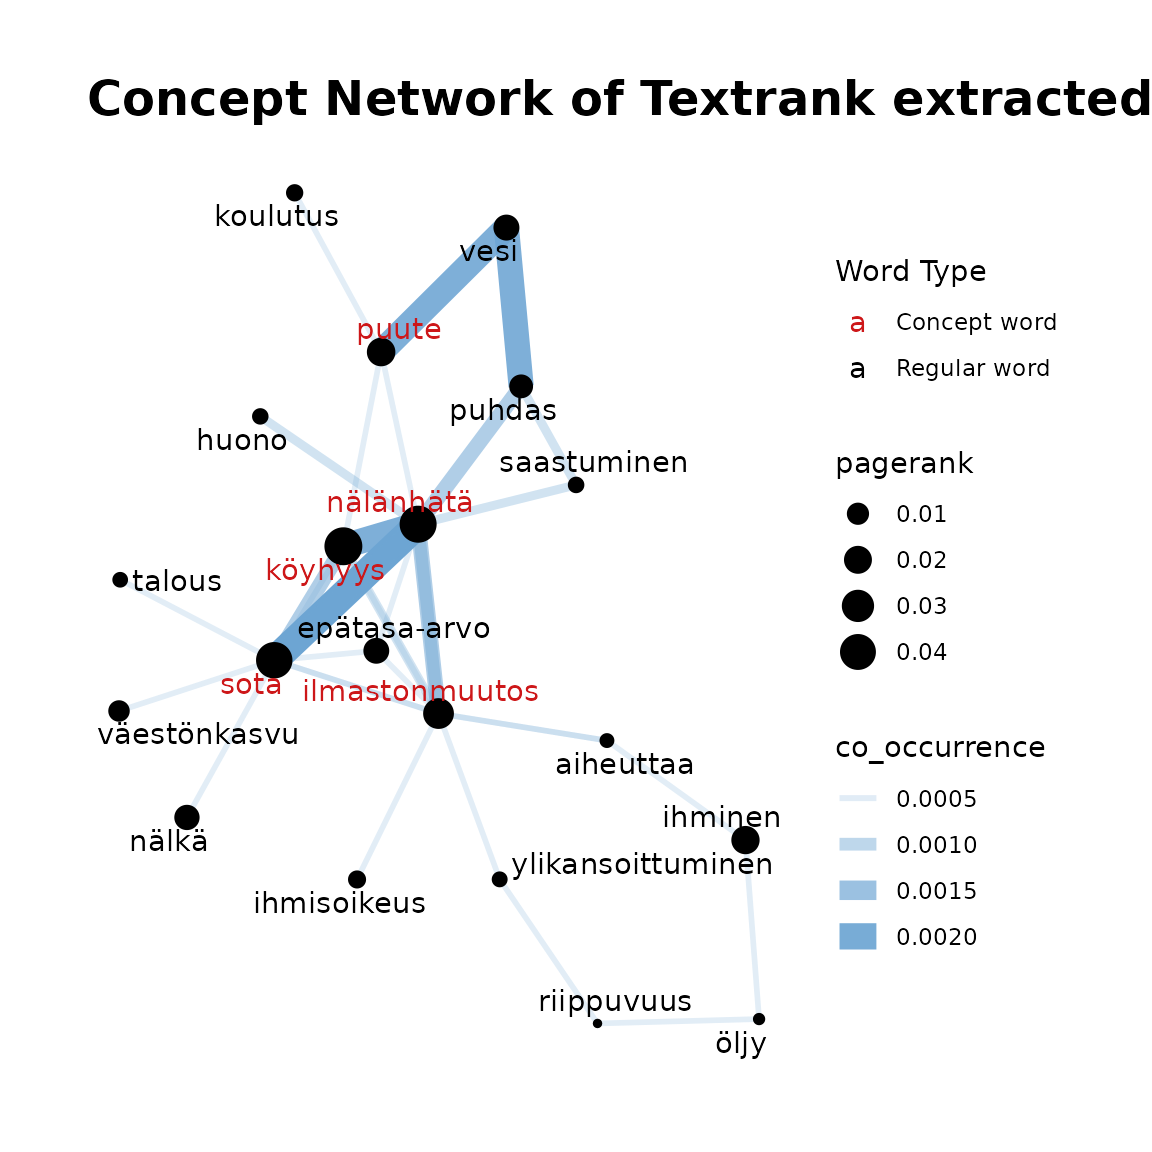 Concept Network of Textrank extracted
koulutus
vesi
puute
puhdas
huono
saastuminen
nälänhätä
köyhyys
talous
epätasa-arvo
sota
ilmastonmuutos
väestönkasvu
aiheuttaa
ihminen
nälkä
ylikansoittuminen
ihmisoikeus
riippuvuus
öljy
Word Type
a Concept word
a Regular word
pagerank
0.01
0.02
0.03
0.04
co_occurrence
0.0005
0.0010
0.0015
0.0020